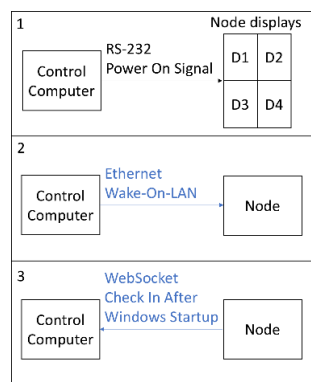 1
Node displays
RS-232
Power On Signal
Control
Computer
D1 D2
D3 D4
2
Ethernet
Wake-On-LAN
Control
Computer
Node
3
WebSocket
Check In After
Windows Startup
Control
Computer
Node